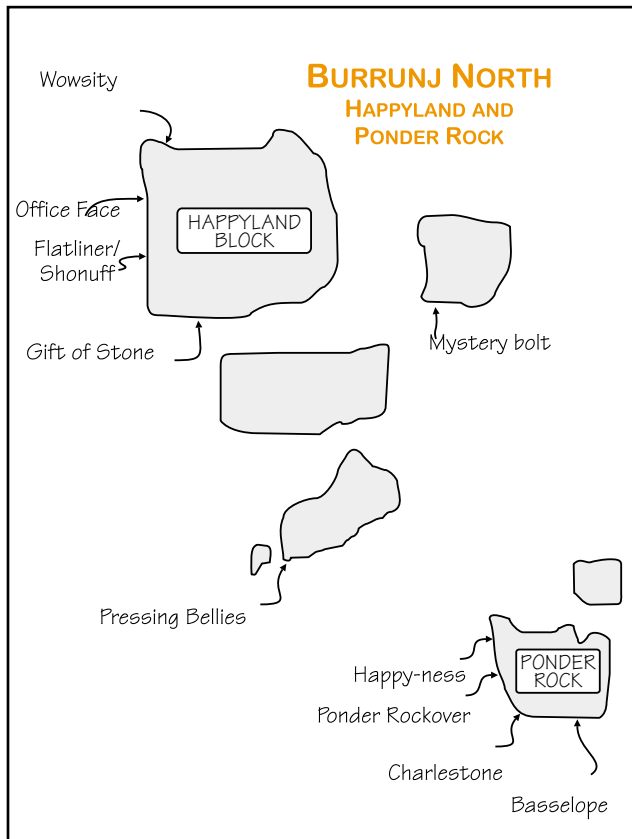 BURRUNJ NORTH
HAPPYLAND AND
PONDER ROCK
Wowsity
Office Face
HAPPYLAND
BLOCK
Flatliner/
Shonuff
Gift of Stone
Mystery bolt
Pressing Bellies
PONDER
ROCK
Happy-ness
Ponder Rockover
Charlestone
Basselope